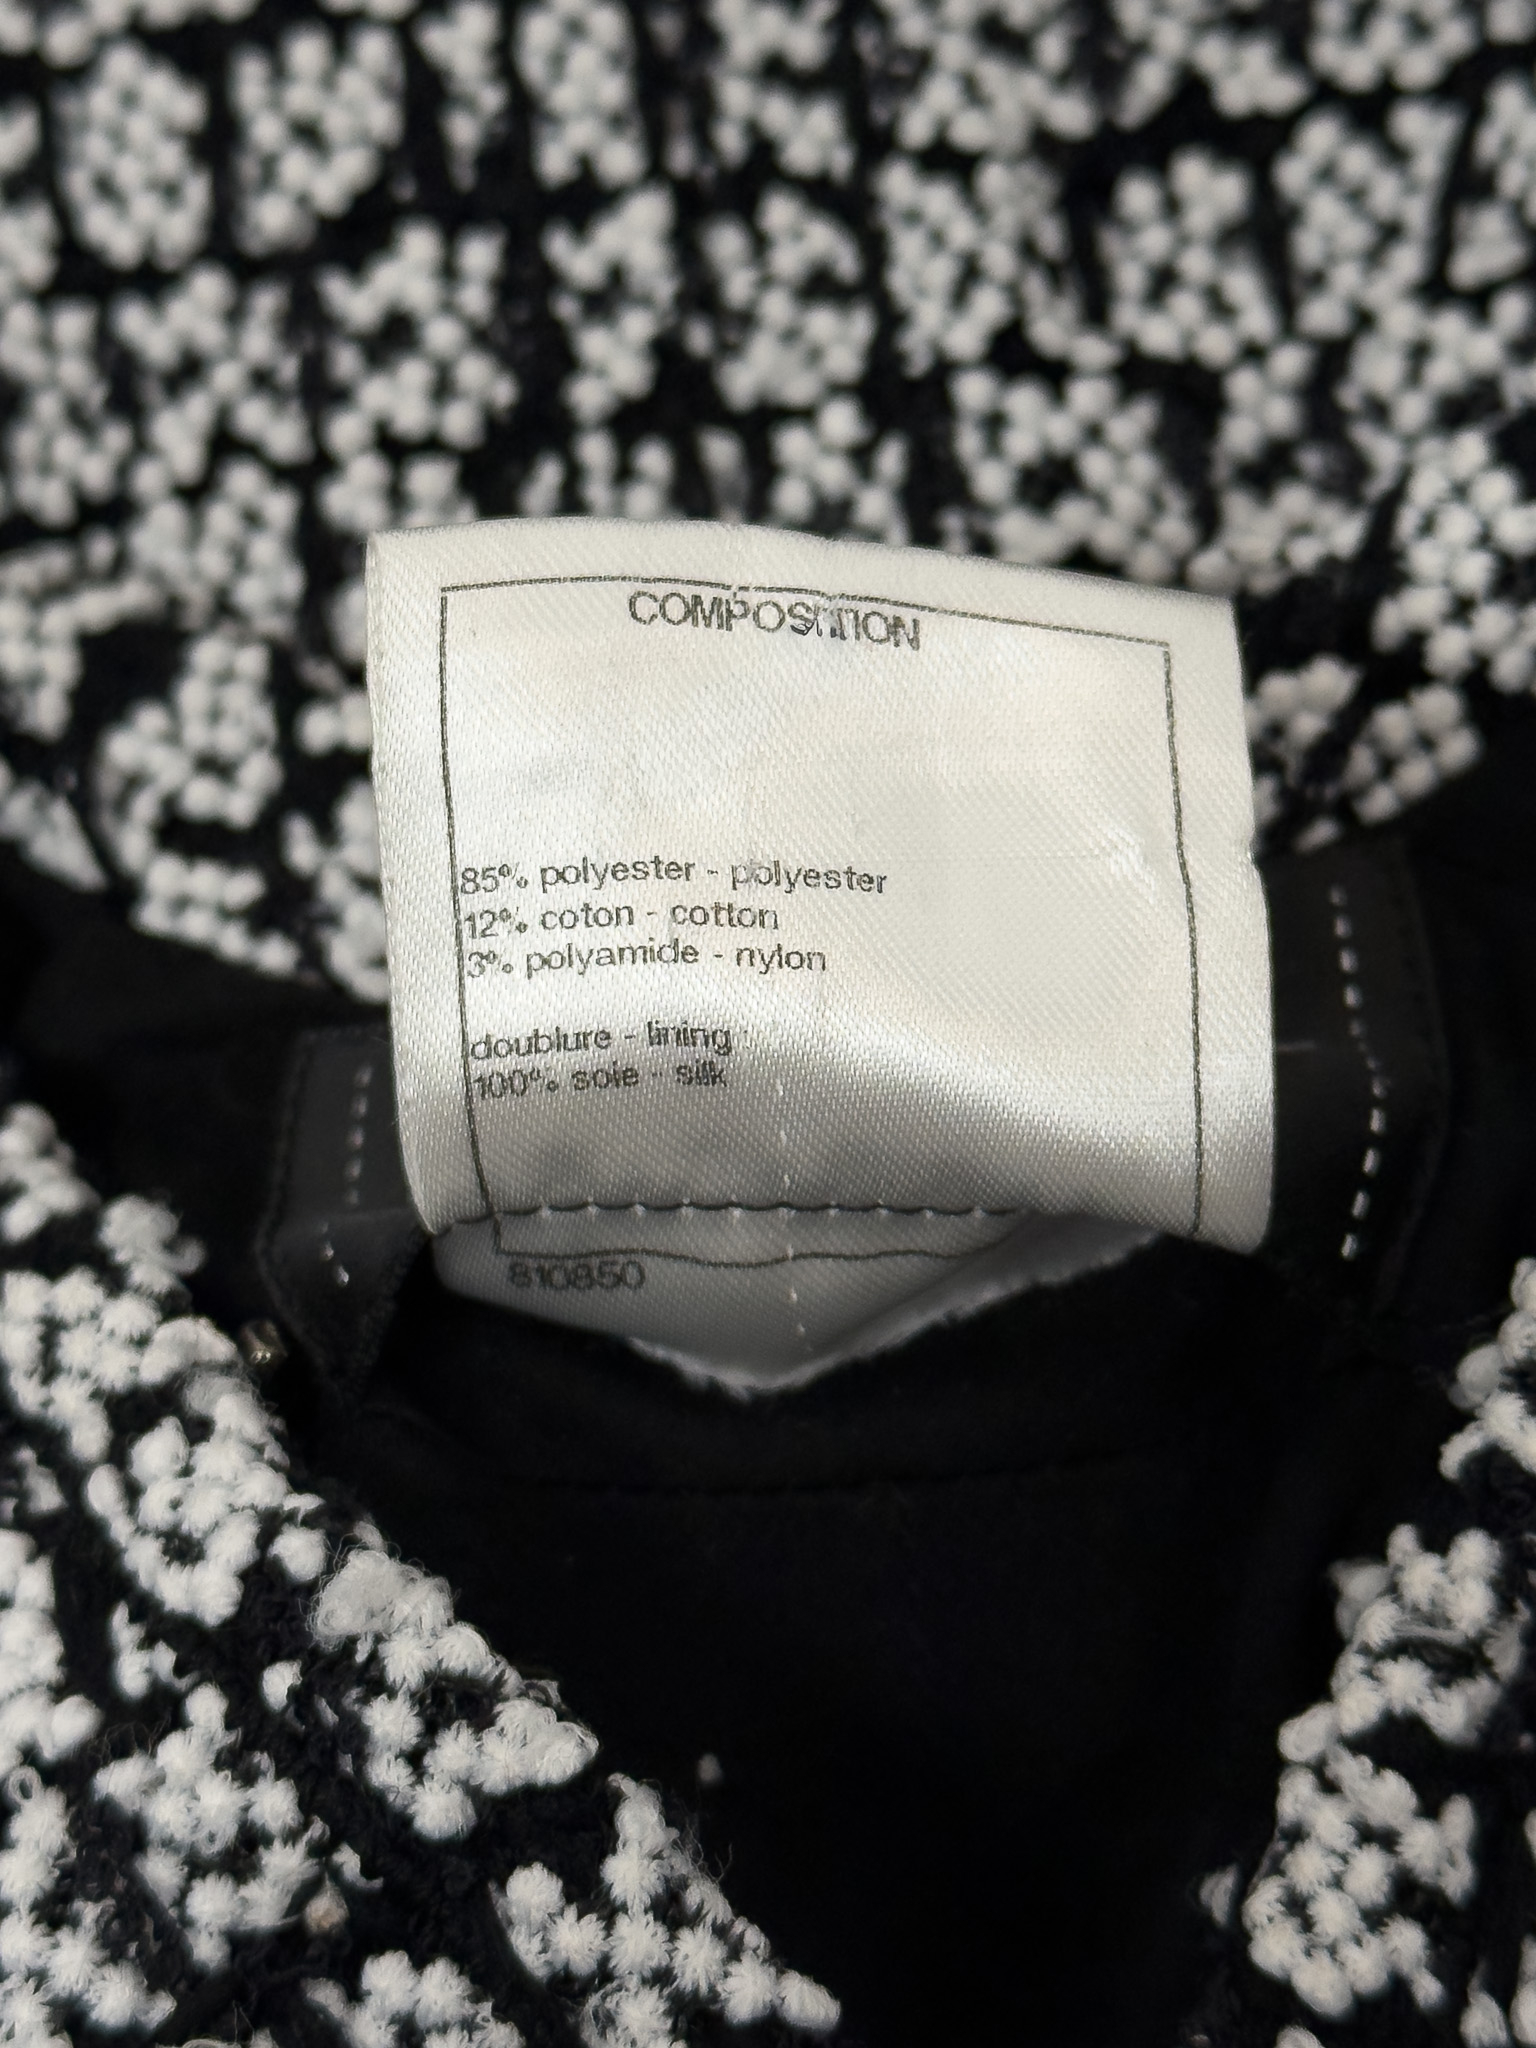 COMPOSITION
85% polyester - polyester
12% coton - cotton
3% polyamide - nylon
doublure - lining
100% soie - silk
810850